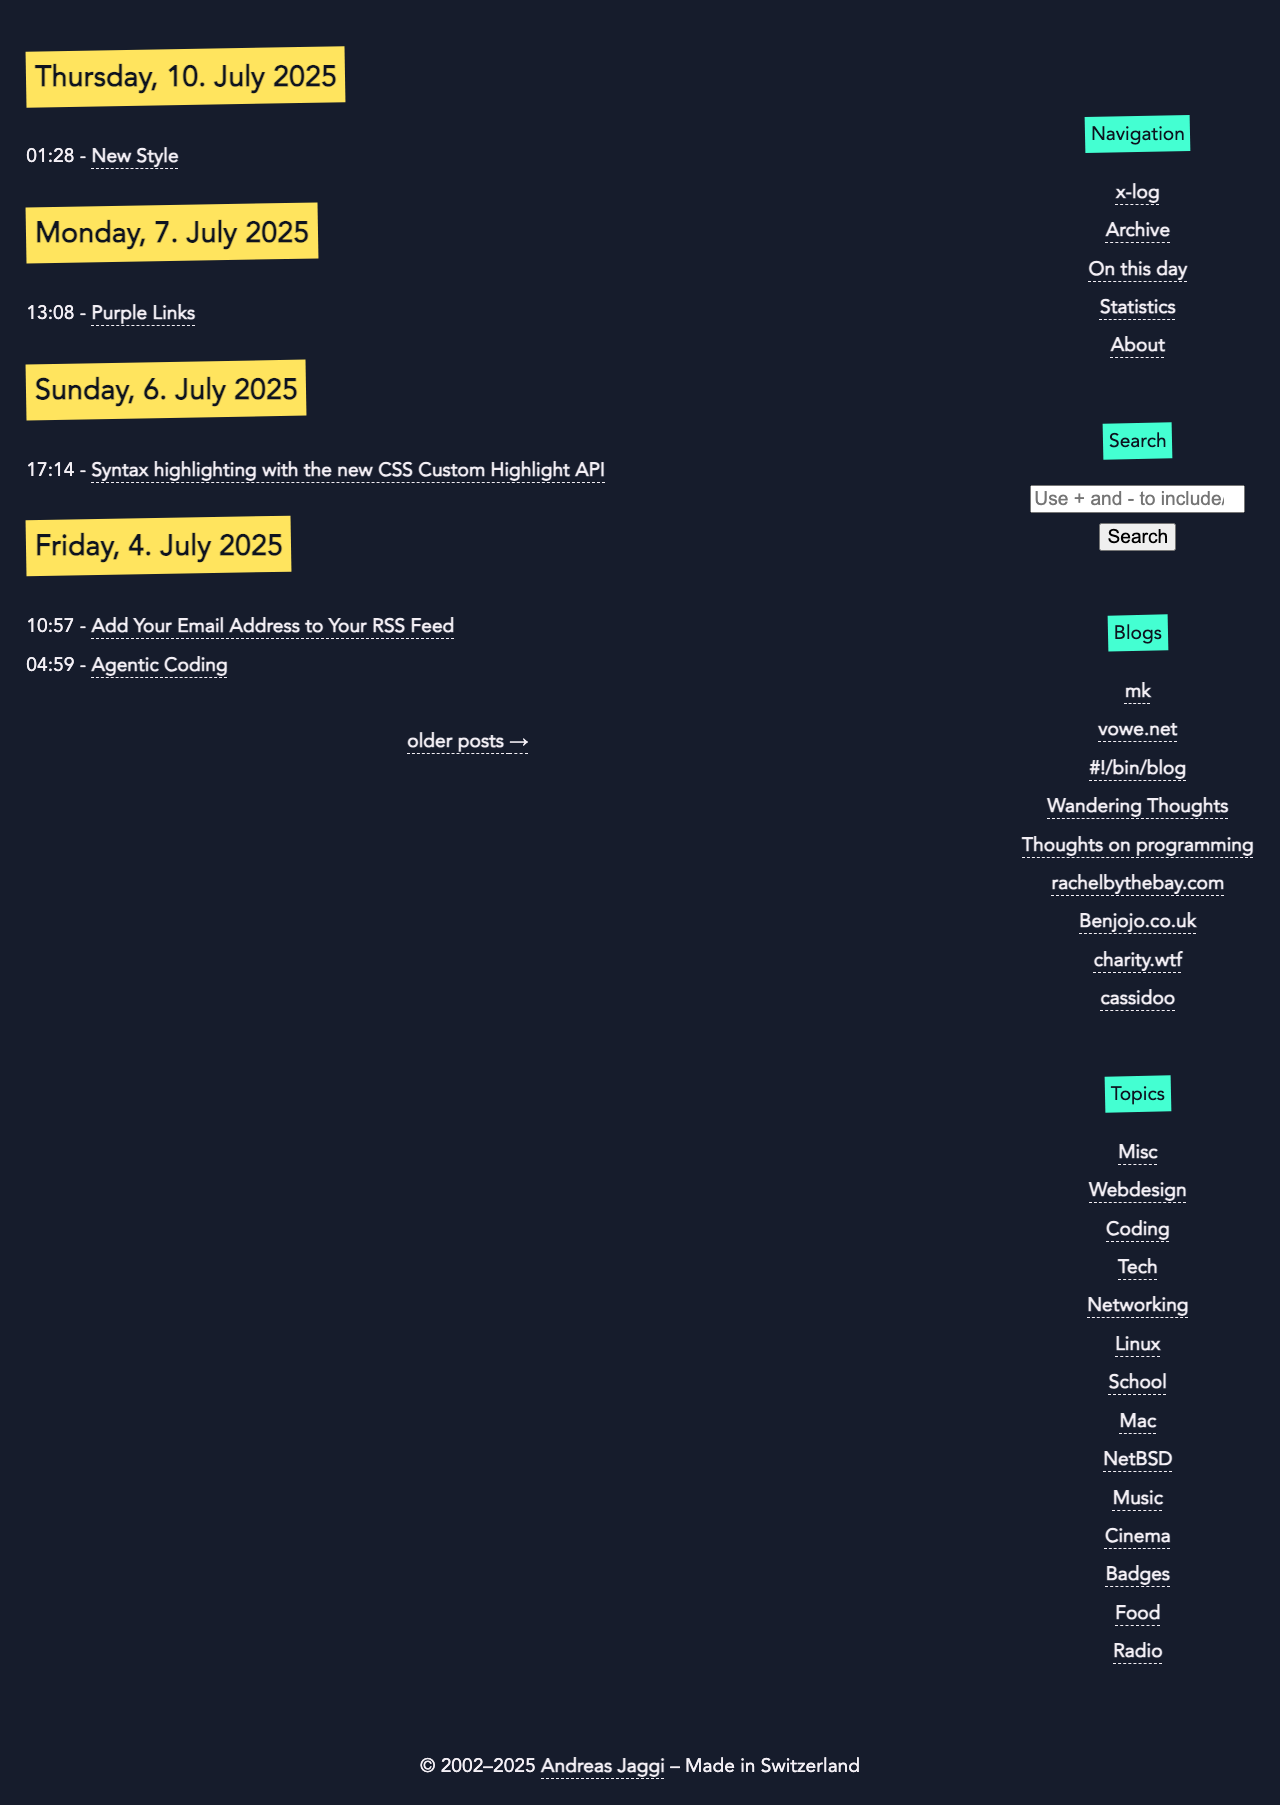 Thursday, 10. July 2025
01:28 - New Style
Monday, 7. July 2025
13:08 - Purple Links
Sunday, 6. July 2025
17:14 - Syntax highlighting with the new CSS Custom Highlight API
Friday, 4. July 2025
10:57 - Add Your Email Address to Your RSS Feed
04:59 - Agentic Coding
older posts →
Navigation
x-log
Archive
On this day
Statistics
About
Search
Use + and - to include/
Search
Blogs
mk
vowe.net
#!/bin/blog
Wandering Thoughts
Thoughts on programming
rachelbythebay.com
Benjojo.co.uk
charity.wtf
cassidoo
Topics
Misc
Webdesign
Coding
Tech
Networking
Linux
School
Mac
NetBSD
Music
Cinema
Badges
Food
Radio
© 2002–2025 Andreas Jaggi – Made in Switzerland